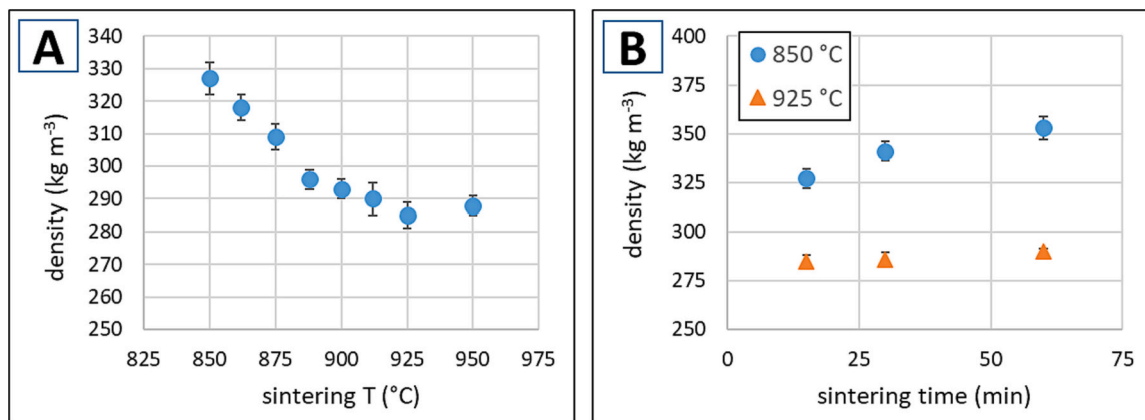 A
340
330
320
310
300
290
280
270
260
250
density (kg m-3)
825 850 875 900 925 950 975
sintering T (°C)
B
850 °C
925 °C
400
375
350
325
300
275
250
density (kg m-3)
0 25 50 75
sintering time (min)